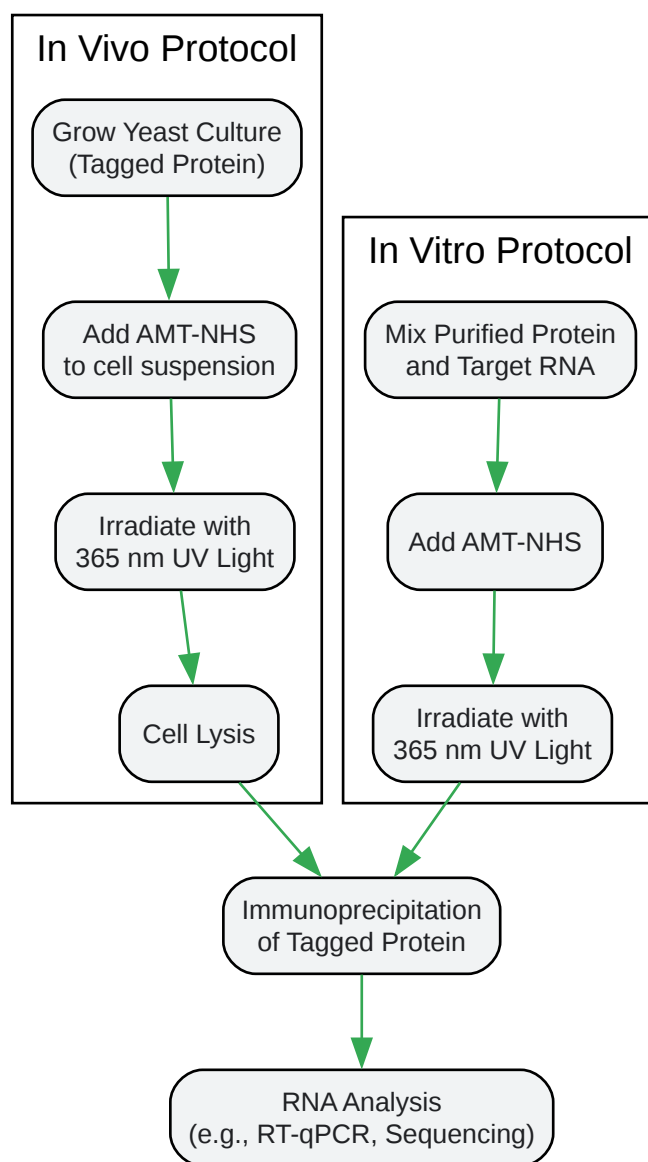 In Vivo Protocol
Grow Yeast Culture
(Tagged Protein)
Add AMT-NHS
to cell suspension
Irradiate with
365 nm UV Light
Cell Lysis
In Vitro Protocol
Mix Purified Protein
and Target RNA
Add AMT-NHS
Irradiate with
365 nm UV Light
Immunoprecipitation
of Tagged Protein
RNA Analysis
(e.g., RT-qPCR, Sequencing)